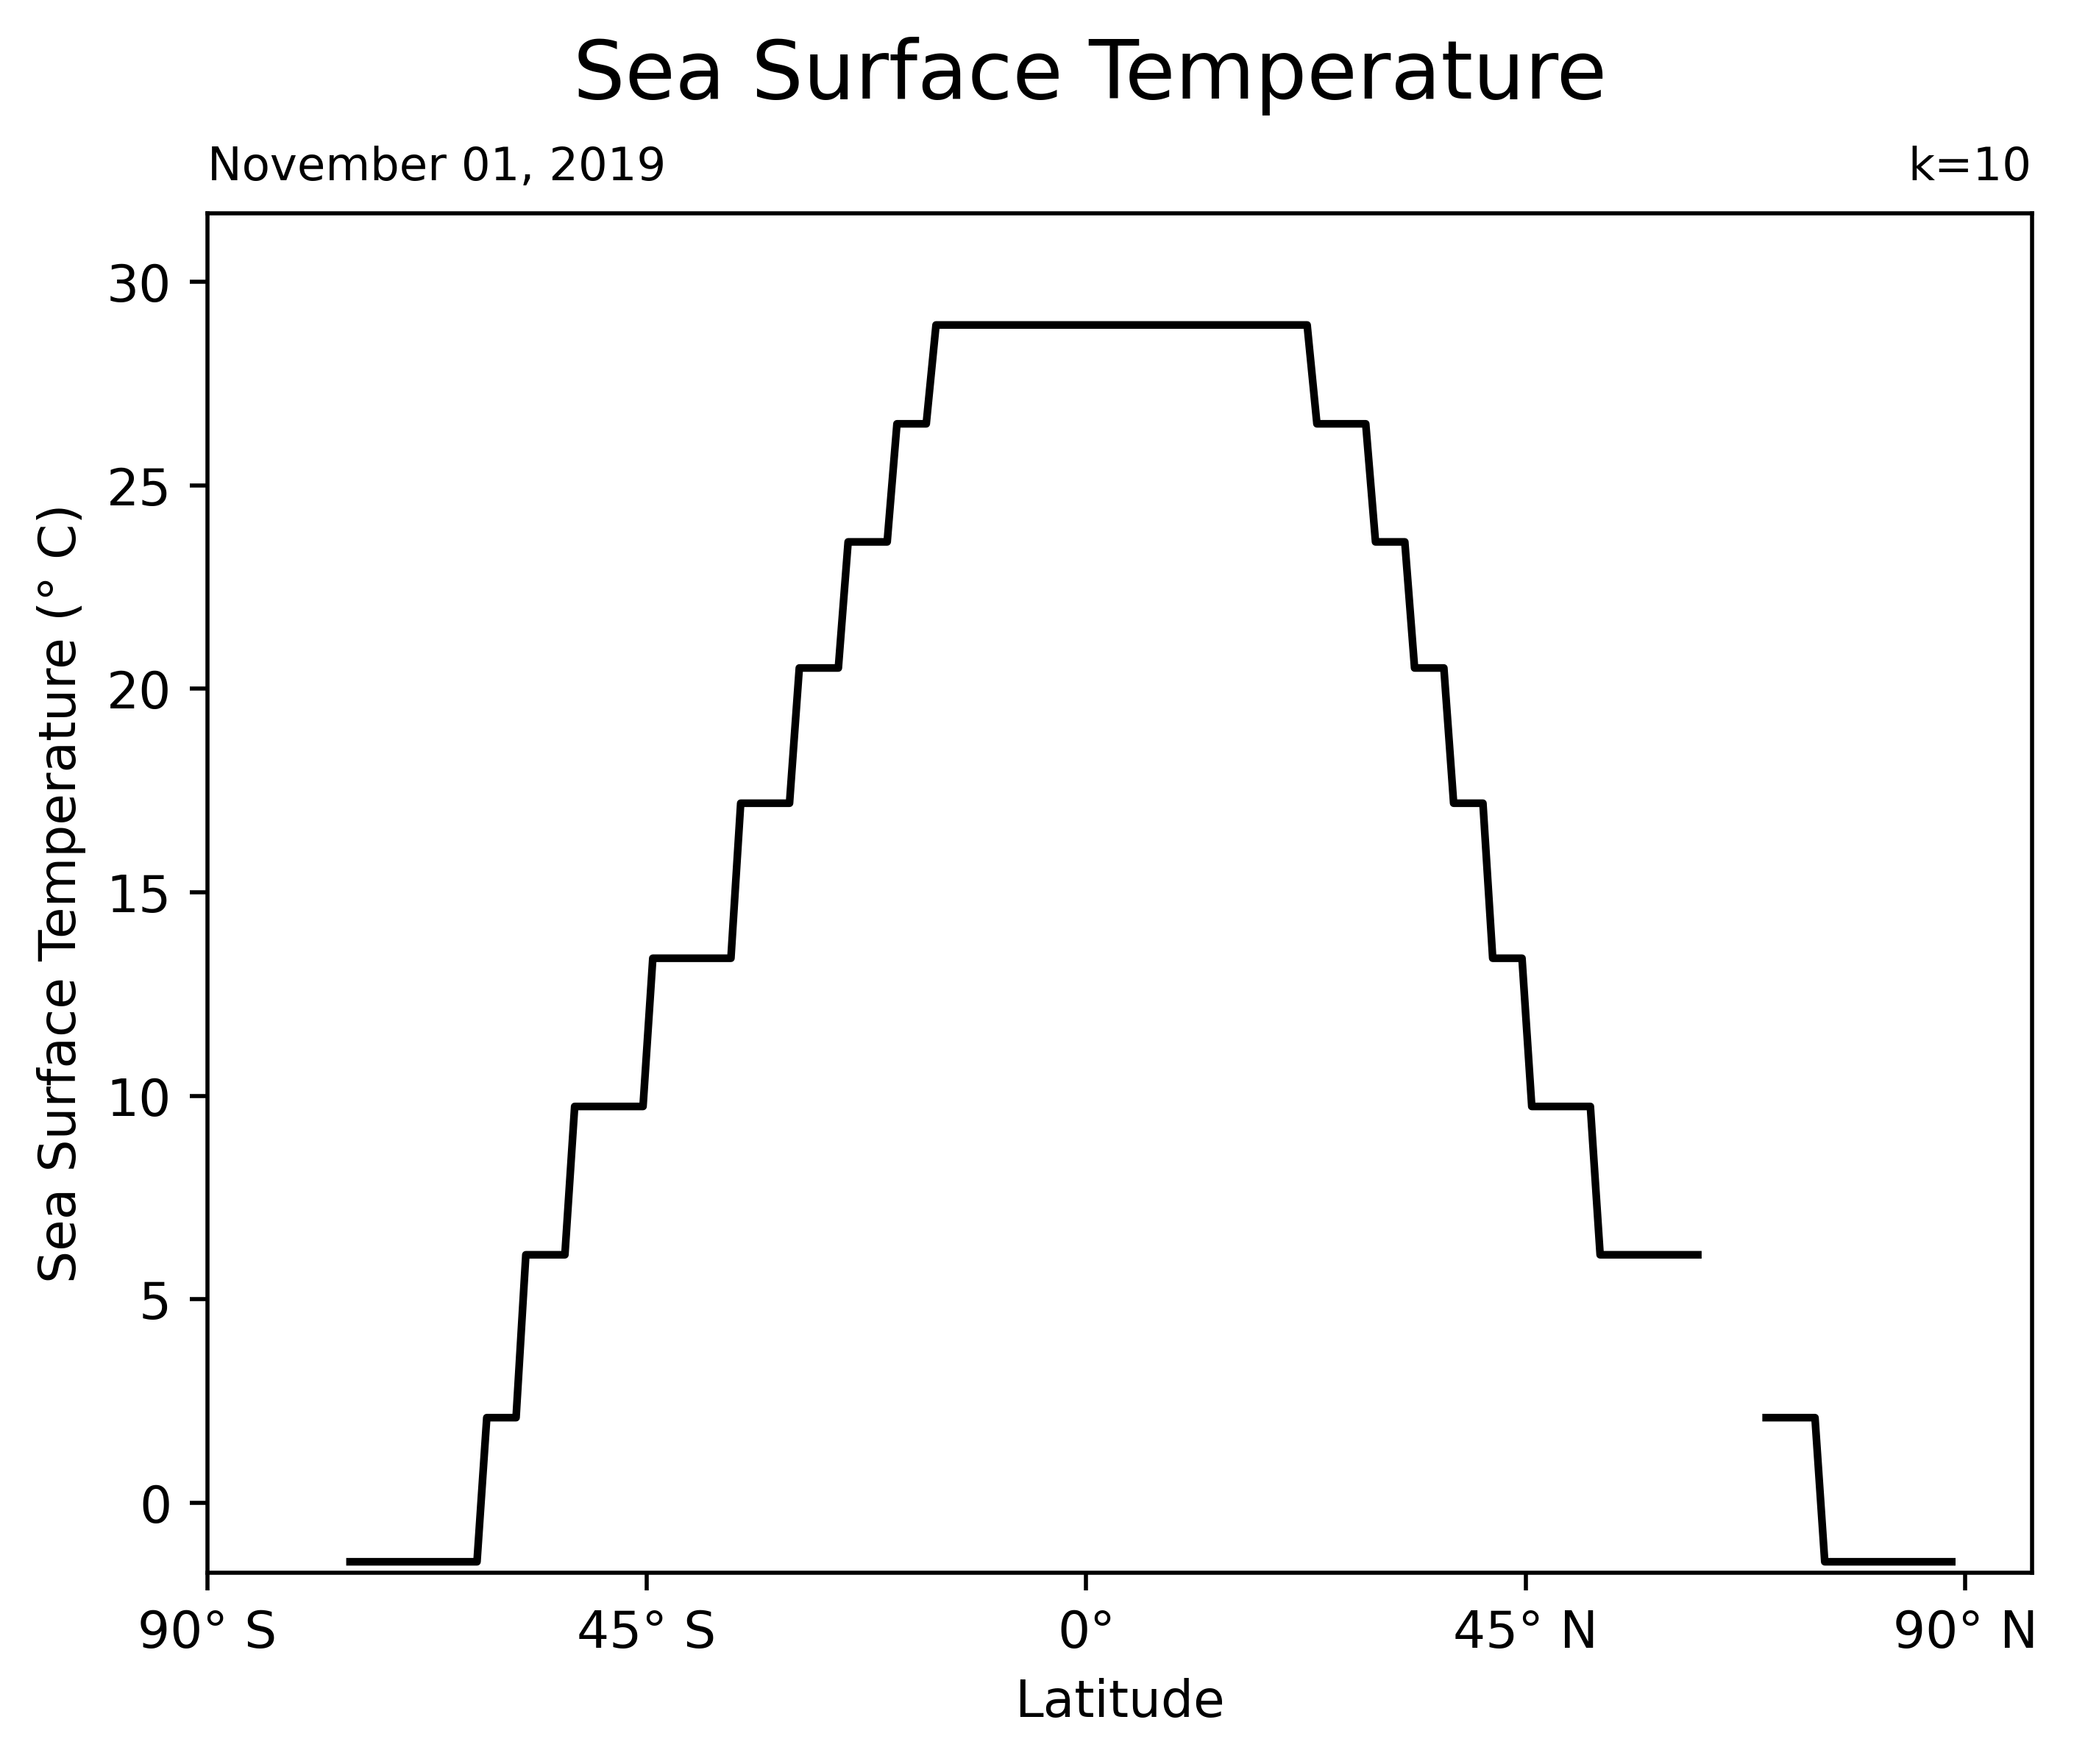 Sea Surface Temperature
November 01, 2019
k=10
30
25
20
15
10
5
0
Sea Surface Temperature (° C)
90° S
45° S
0°
45° N
90° N
Latitude